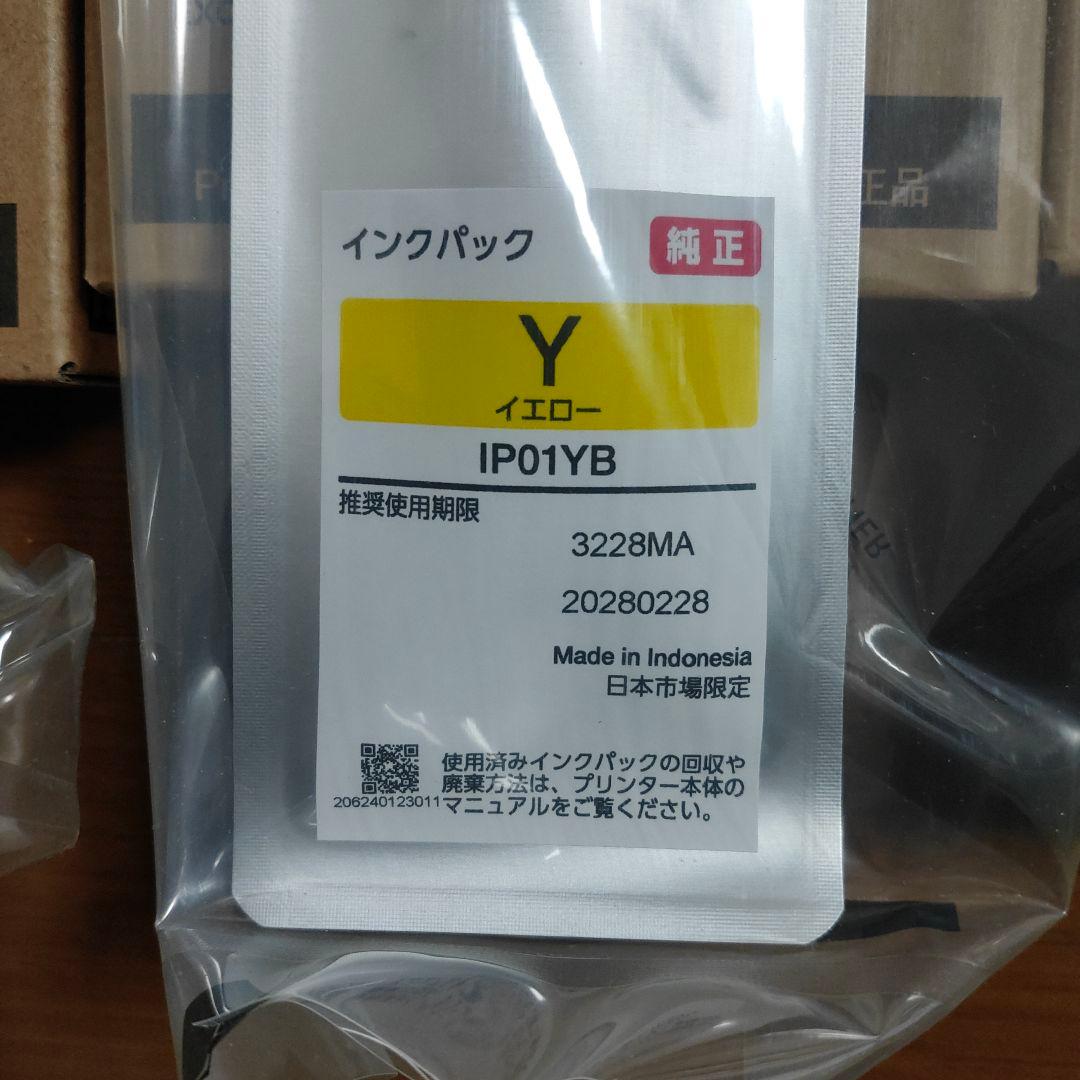 正品
インクパック
純正
Y
イエロー
IP01YB
推奨使用期限
3228MA
20280228
Made in Indonesia
日本市場限定
206240123011
使用済みインクパックの回収や
廃棄方法は、プリンター本体の
マニュアルをご覧ください。